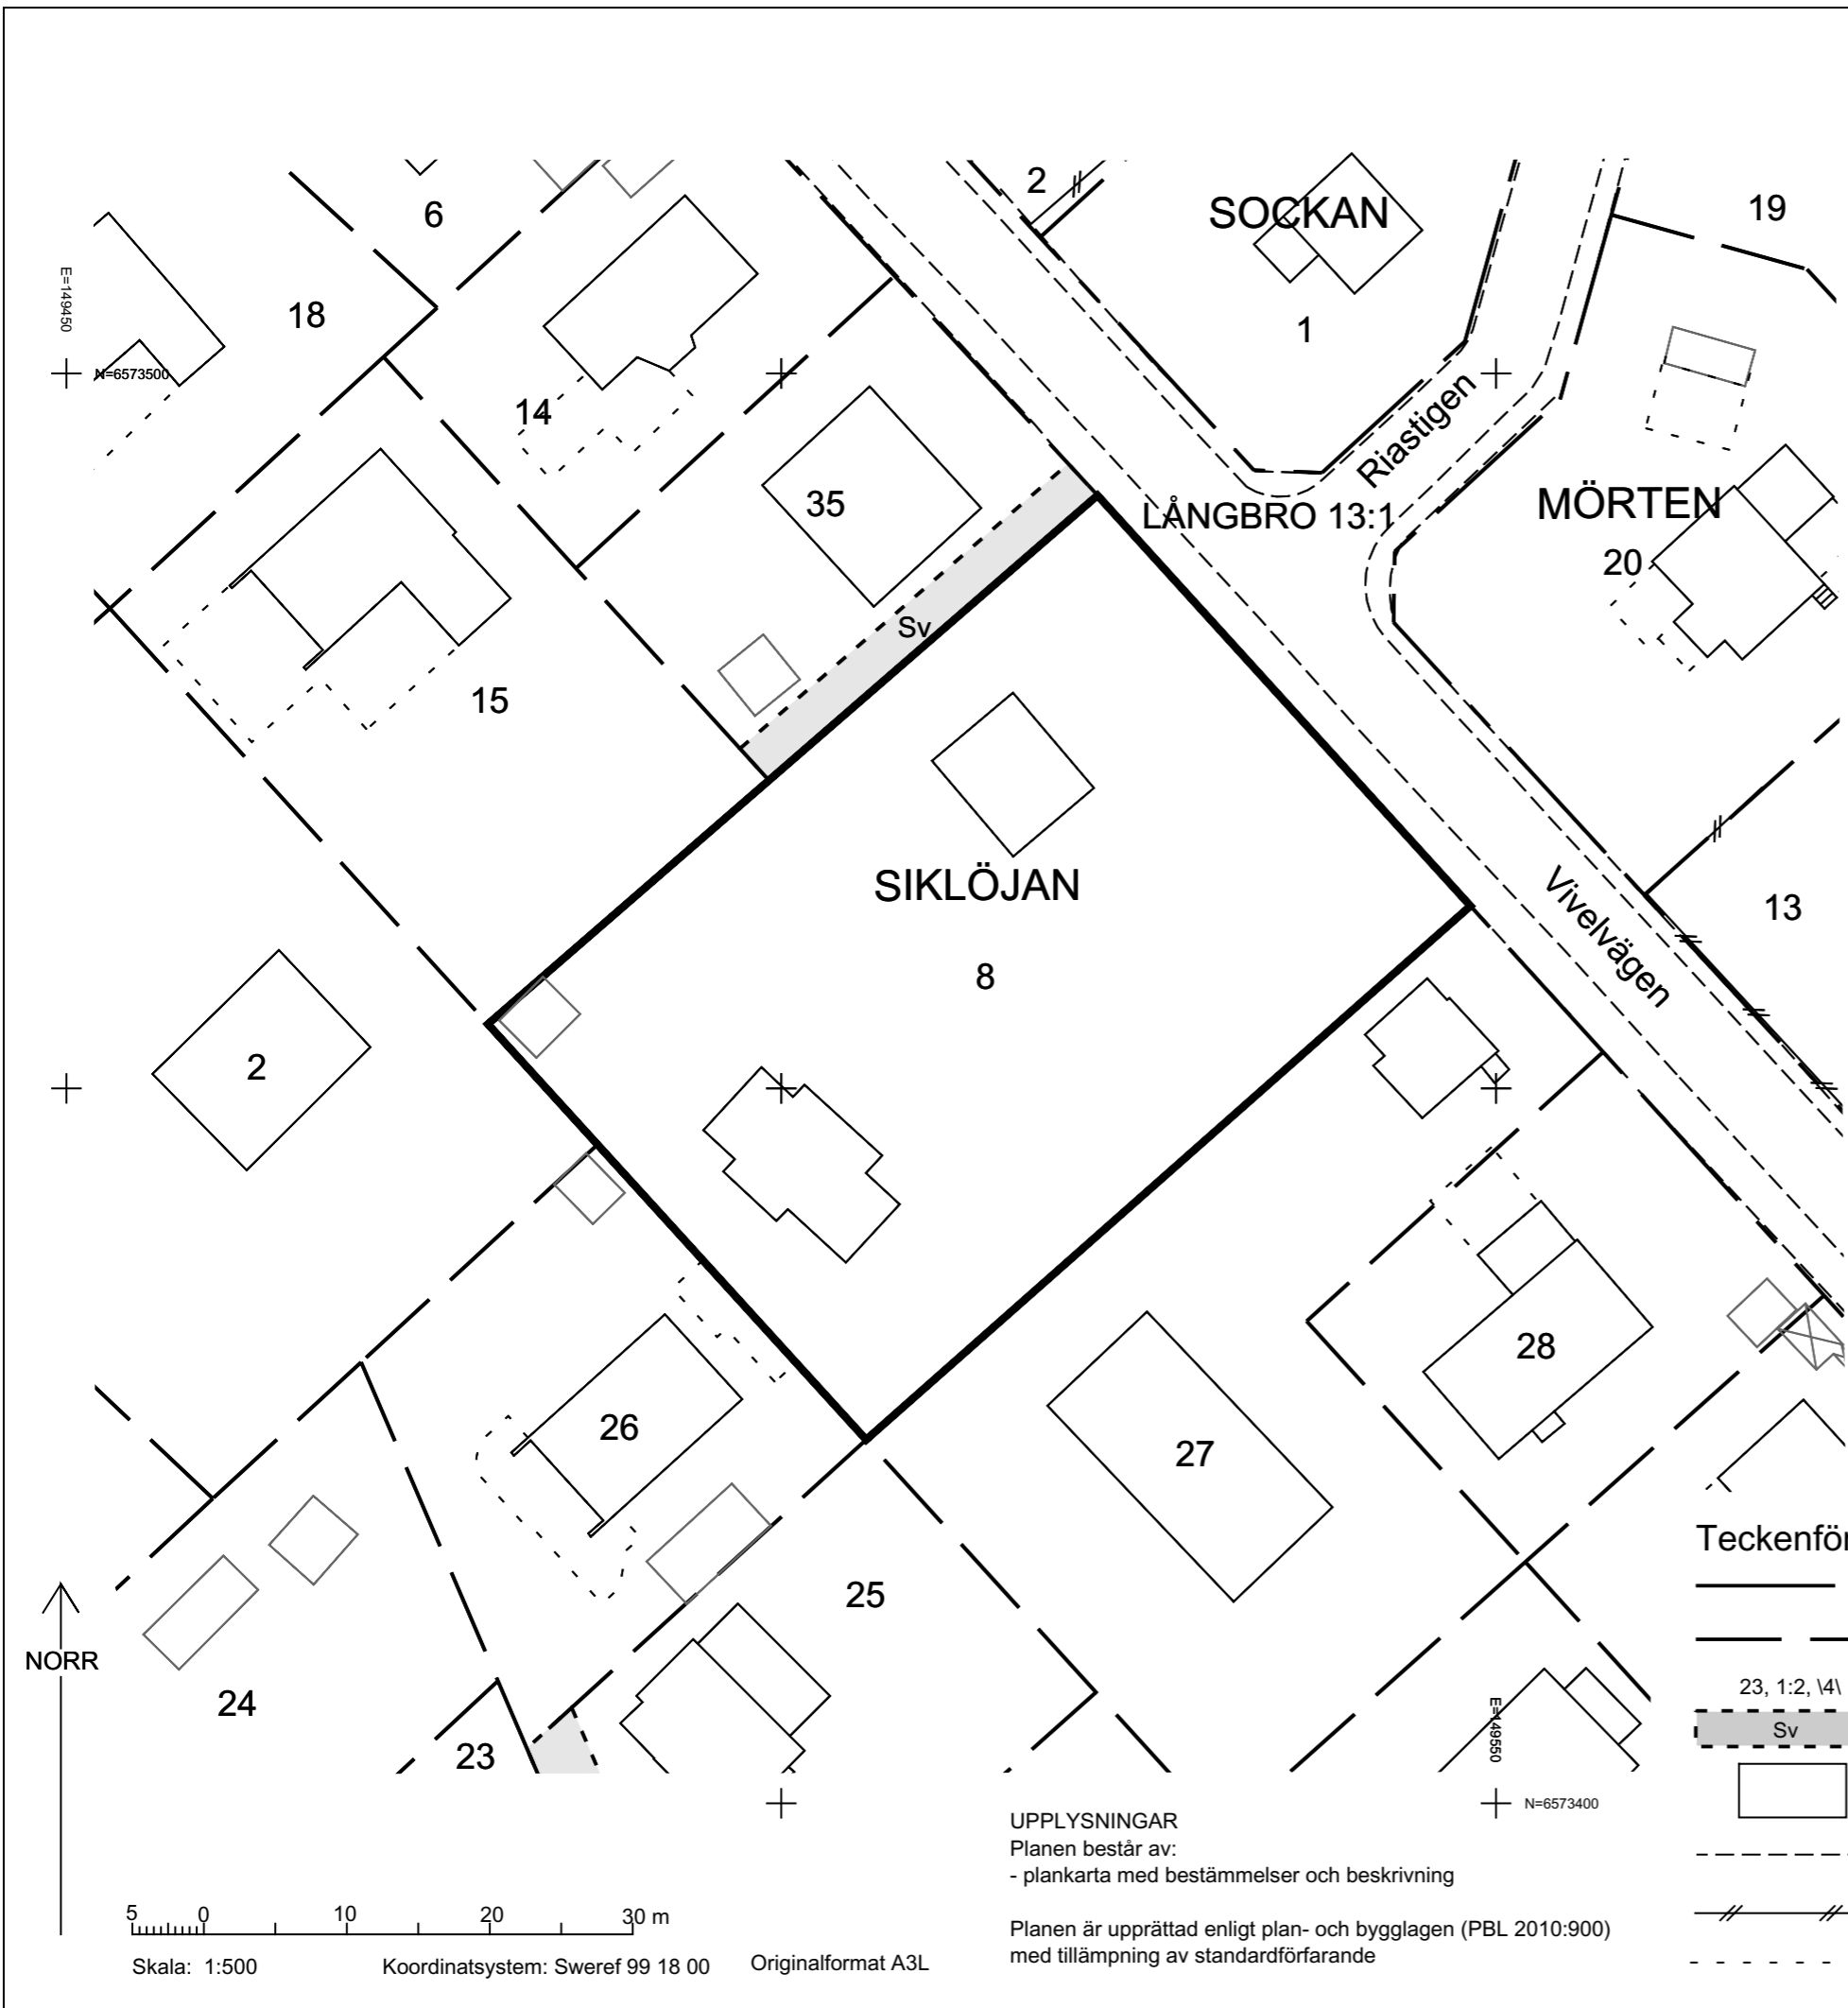 2
SOCKAN
19
6
E=149450
18
1
N=6573500
14
Riastigen
35
LÅNGBRO 13:1
MÖRTEN
20
Sv
15
SIKLÖJAN
Vivelvägen
13
8
2
28
26
27
Teckenför
25
NORR
23, 1:2, \4\
24
E=149550
Sv
23
N=6573400
UPPLYSNINGAR
Planen består av:
- plankarta med bestämmelser och beskrivning
5 0 10 20 30 m
Planen är upprättad enligt plan- och bygglagen (PBL 2010:900)
med tillämpning av standardförfarande
Skala: 1:500 Koordinatsystem: Sweref 99 18 00 Originalformat A3L